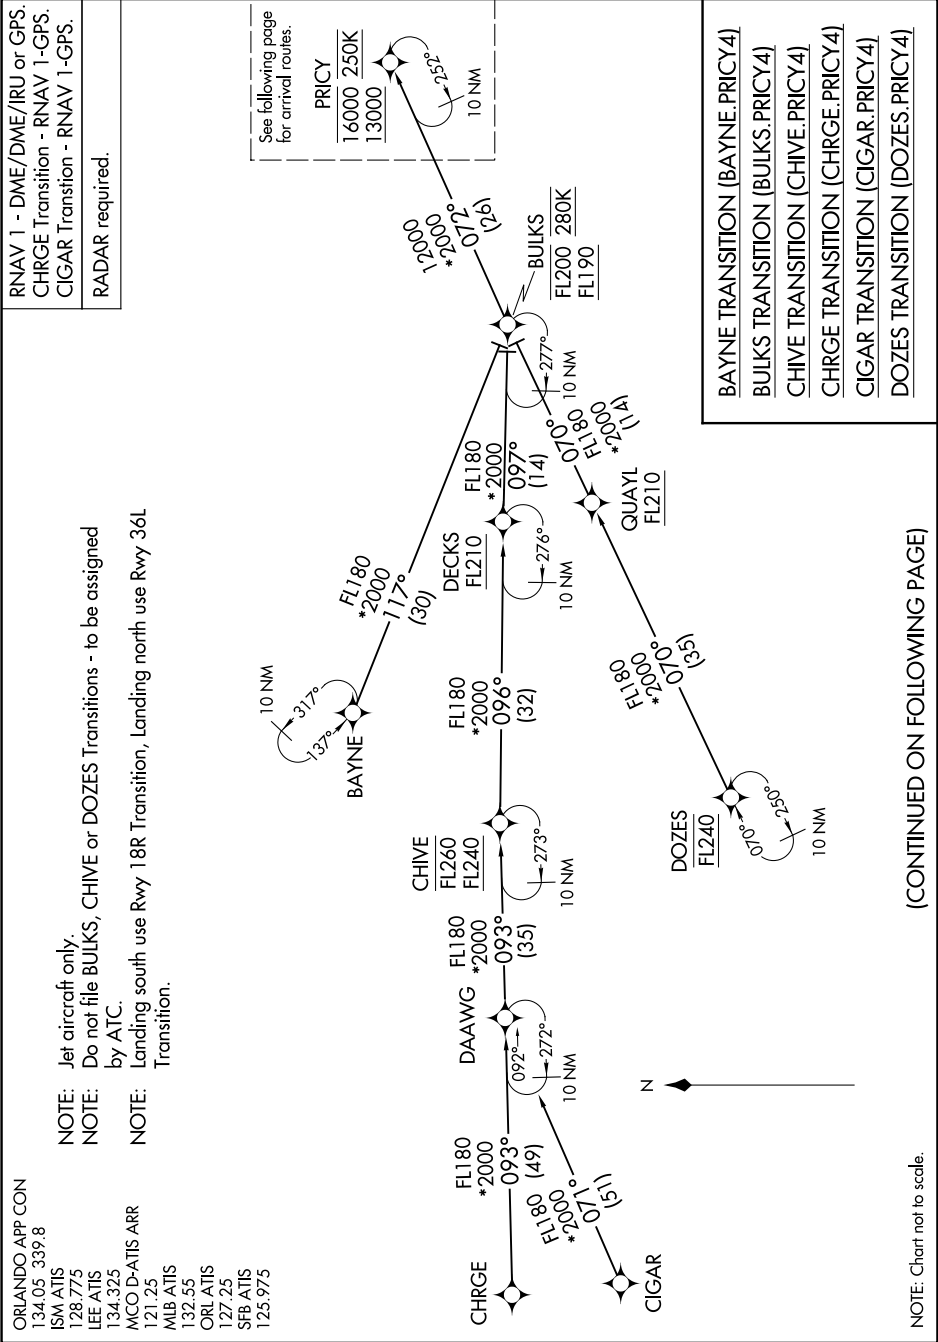 ORLANDO APP CON
134.05 339.8
ISM ATIS
128.775
LEE ATIS
134.325
MCO D-ATIS ARR
121.25
MLB ATIS
132.55
ORL ATIS
127.25
SFB ATIS
125.975
NOTE: Jet aircraft only.
NOTE: Do not file BULKS, CHIVE or DOZES Transitions - to be assigned
by ATC.
NOTE: Landing south use Rwy 18R Transition, Landing north use Rwy 36L
Transition.
RNAV 1 - DME/DME/IRU or GPS.
CHRGE Transition - RNAV 1-GPS.
CIGAR Transtion - RNAV 1-GPS.
RADAR required.
See following page
for arrival routes.
PRICY
16000 250K
13000
252°
10 NM
12000
*2000
072°
(26)
BULKS
FL200 280K
FL190
277°
10 NM
10 NM
317°
137°
BAYNE
FL180
*2000
117°
(30)
FL180
*2000
097°
(14)
DECKS
FL210
276°
10 NM
FL180
*2000
096°
(32)
CHIVE
FL260
FL240
273°
10 NM
FL180
*2000
093°
(35)
DAAWG
092°
272°
10 NM
FL180
*2000
093°
(49)
CHRGE
FL180
*2000
071°
(51)
CIGAR
FL180
*2000
070°
(14)
QUAYL
FL210
FL180
*2000
070°
(35)
DOZES
FL240
070°
250°
10 NM
N
BAYNE TRANSITION (BAYNE.PRICY4)
BULKS TRANSITION (BULKS.PRICY4)
CHIVE TRANSITION (CHIVE.PRICY4)
CHRGE TRANSITION (CHRGE.PRICY4)
CIGAR TRANSITION (CIGAR.PRICY4)
DOZES TRANSITION (DOZES.PRICY4)
(CONTINUED ON FOLLOWING PAGE)
NOTE: Chart not to scale.